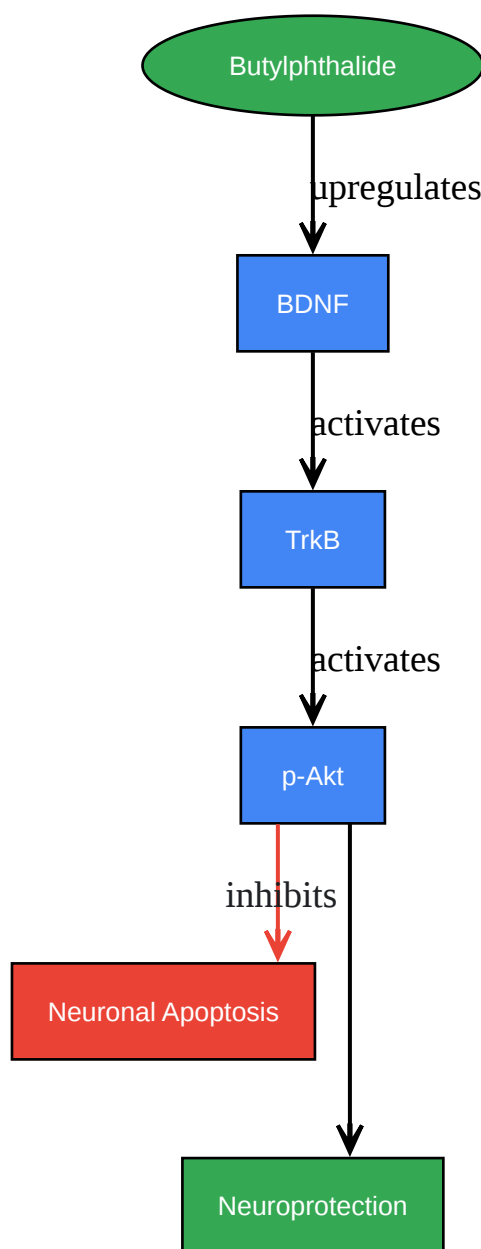 Butylphthalide
upregulates
BDNF
activates
TrkB
activates
p-Akt
inhibits
Neuronal Apoptosis
Neuroprotection